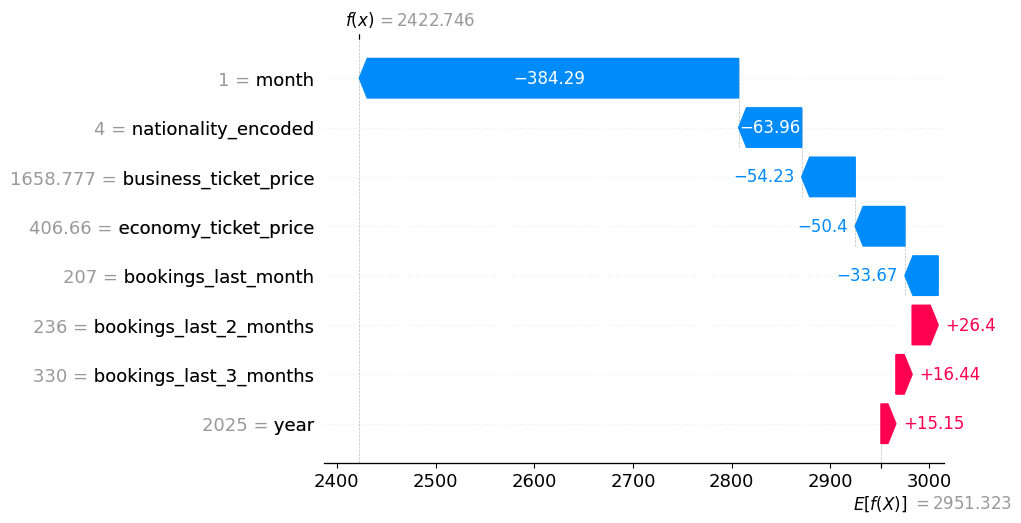 f(x) = 2422.746
1 = month −384.29
4 = nationality_encoded −63.96
1658.777 = business_ticket_price −54.23
406.66 = economy_ticket_price −50.4
207 = bookings_last_month −33.67
236 = bookings_last_2_months +26.4
330 = bookings_last_3_months +16.44
2025 = year +15.15
2400 2500 2600 2700 2800 2900 3000
E[f(X)] = 2951.323